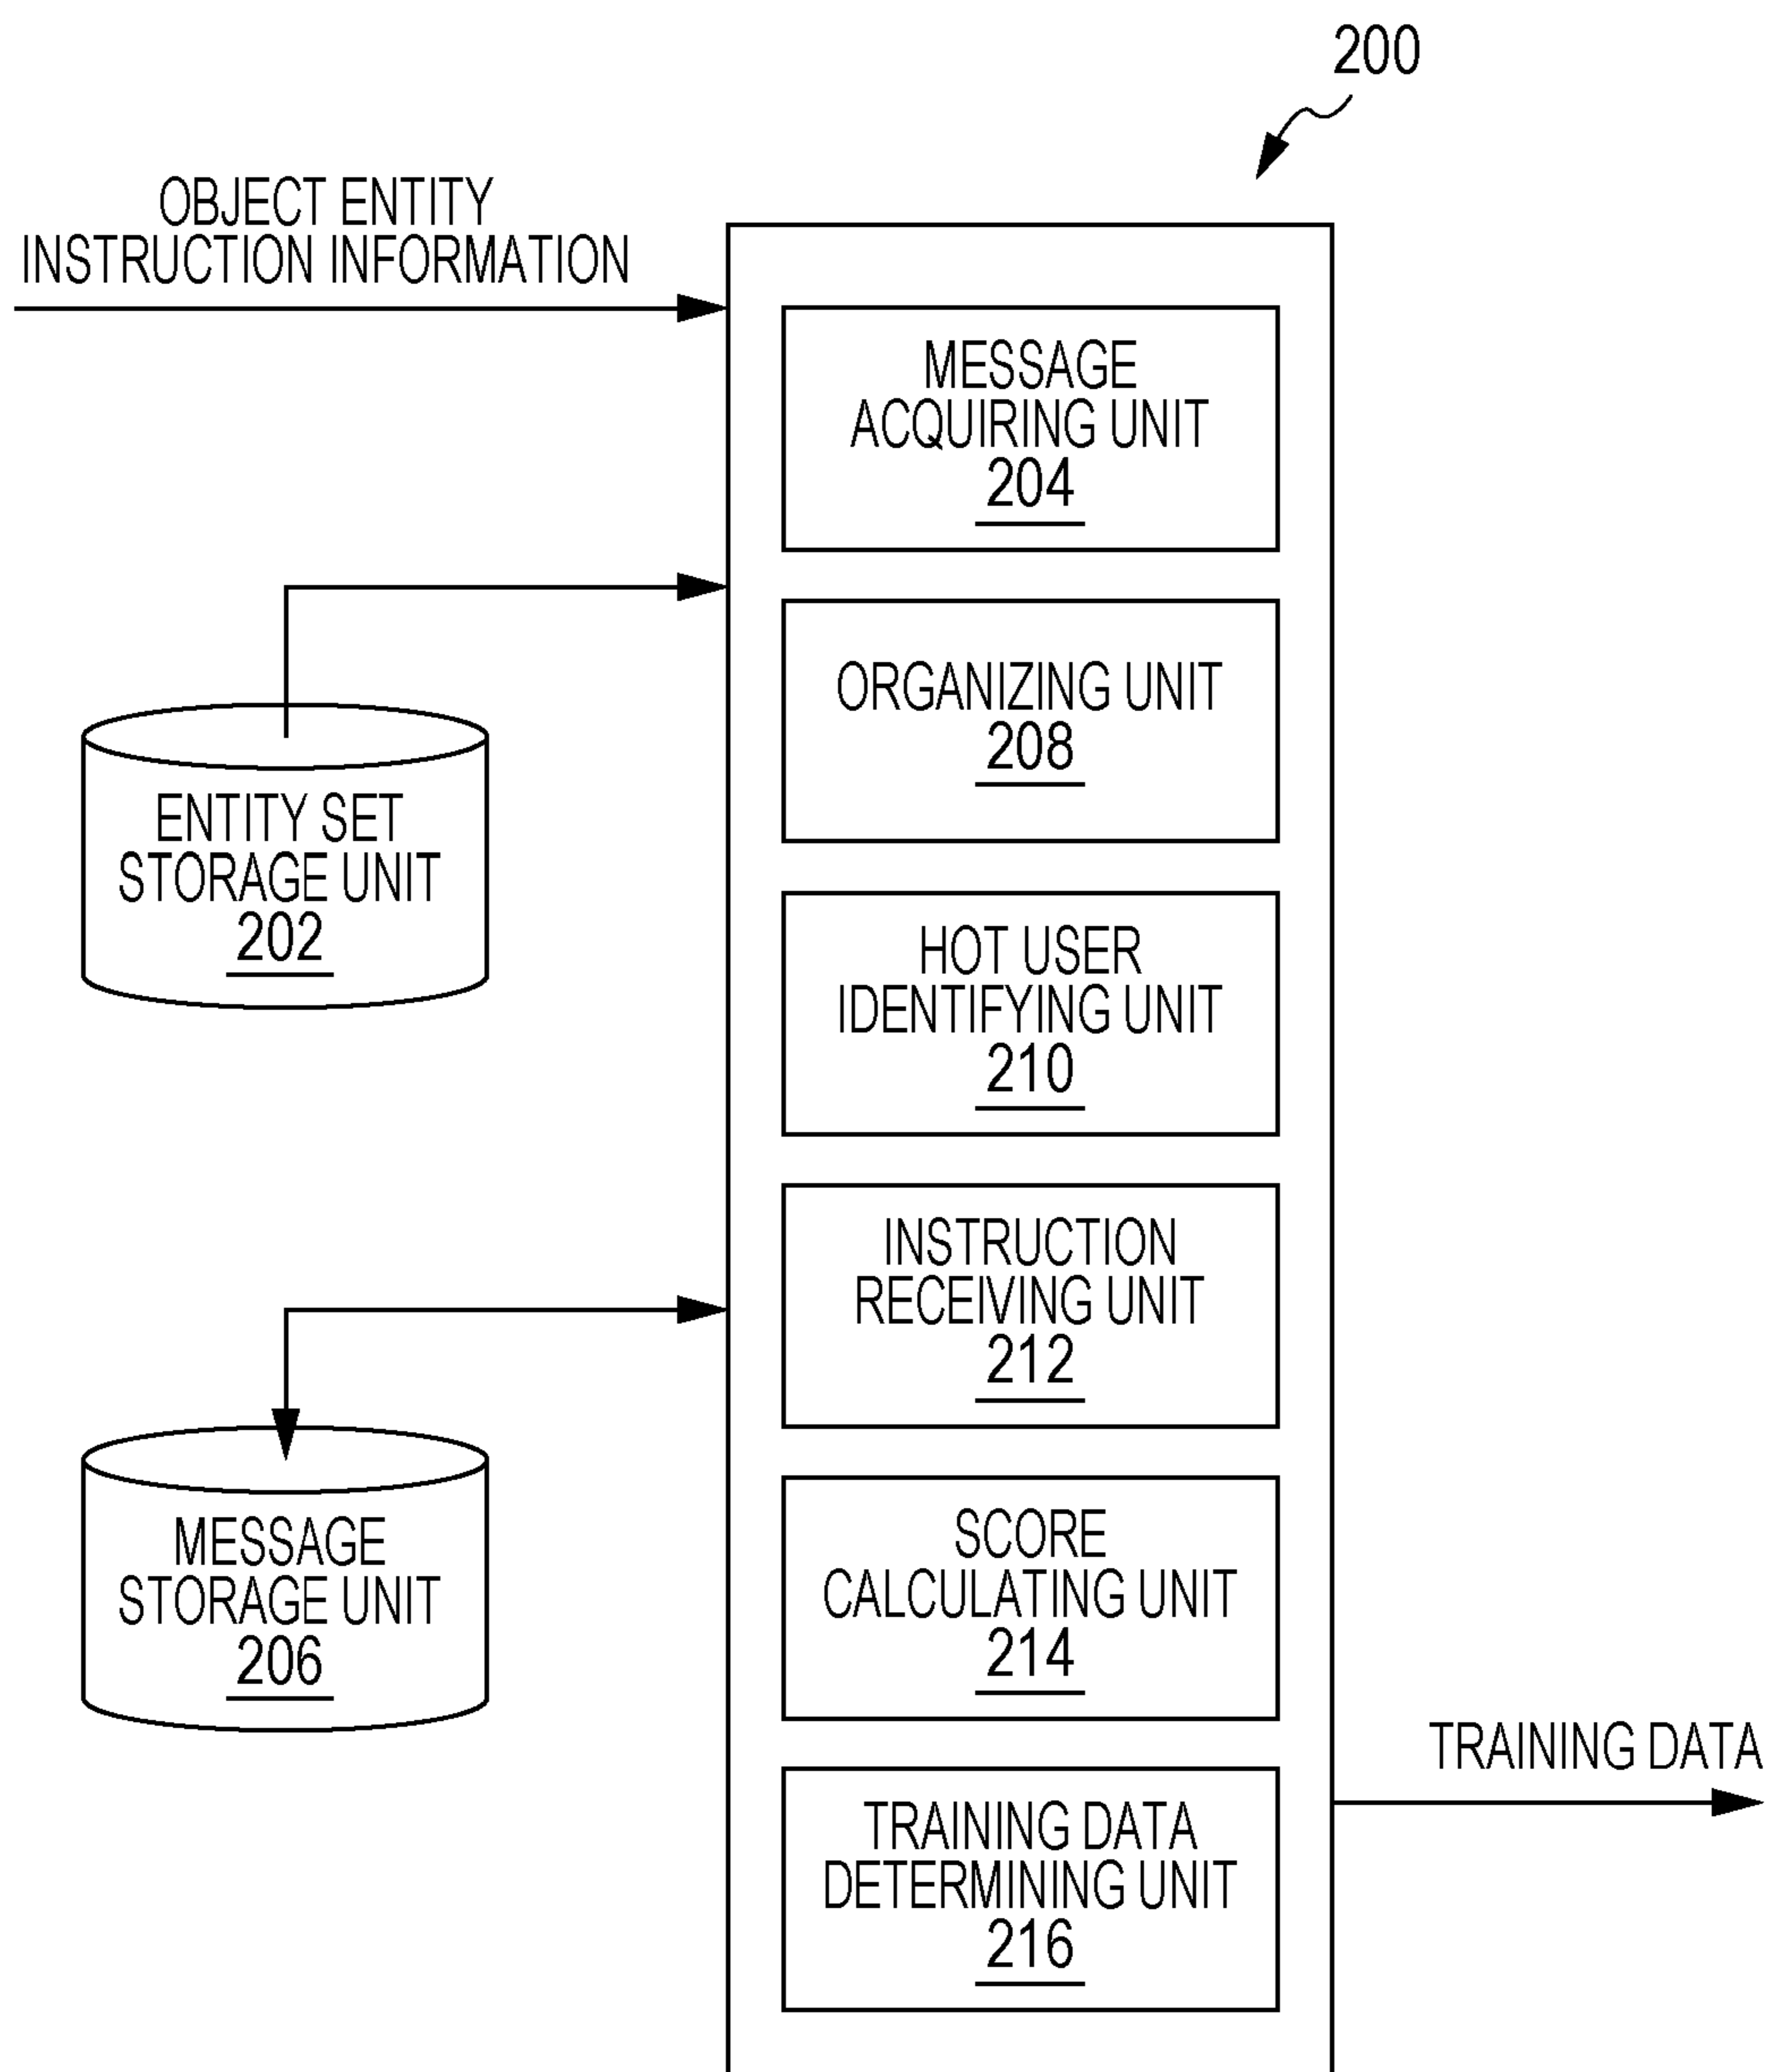 200
OBJECT ENTITY
INSTRUCTION INFORMATION
MESSAGE
ACQUIRING UNIT
204
ORGANIZING UNIT
208
ENTITY SET
STORAGE UNIT
202
HOT USER
IDENTIFYING UNIT
210
INSTRUCTION
RECEIVING UNIT
212
MESSAGE
STORAGE UNIT
206
SCORE
CALCULATING UNIT
214
TRAINING DATA
TRAINING DATA
DETERMINING UNIT
216